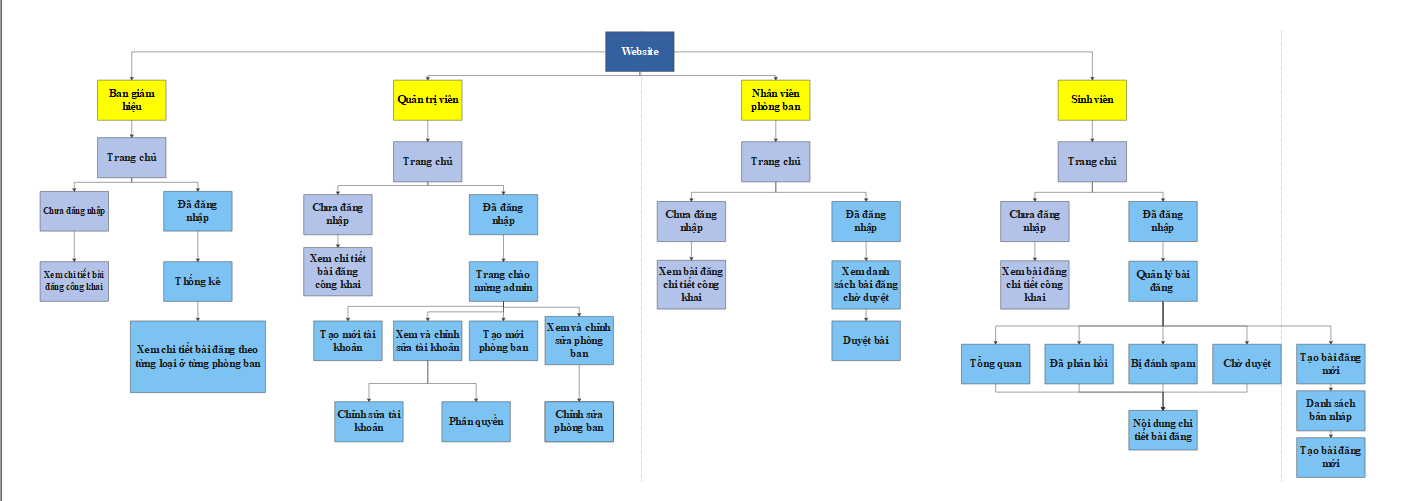 Website
Ban giám
hiệu
Quản trị viên
Nhân viên
phòng ban
Sinh viên
Trang chủ
Trang chủ
Trang chủ
Trang chủ
Chưa đăng nhập
Đã đăng
nhập
Chưa đăng
nhập
Đã đăng
nhập
Chưa đăng
nhập
Đã đăng
nhập
Chưa đăng
nhập
Đã đăng
nhập
Xem chi tiết bài
đăng công khai
Thống kê
Xem chi tiết
bài đăng
công khai
Trang chào
mừng admin
Xem bài đăng
chi tiết công
khai
Xem danh
sách bài đăng
chờ duyệt
Xem bài đăng
chi tiết công
khai
Quản lý bài
đăng
Xem chi tiết bài đăng theo
từng loại ở từng phòng ban
Tạo mới tài
khoản
Xem và chỉnh
sửa tài khoản
Tạo mới
phòng ban
Xem và chỉnh
sửa phòng
ban
Duyệt bài
Tổng quan
Đã phản hồi
Bị đánh spam
Chờ duyệt
Tạo bài đăng
mới
Chỉnh sửa tài
khoản
Phân quyền
Chỉnh sửa
phòng ban
Nội dung chi
tiết bài đăng
Danh sách
bản nháp
Tạo bài đăng
mới